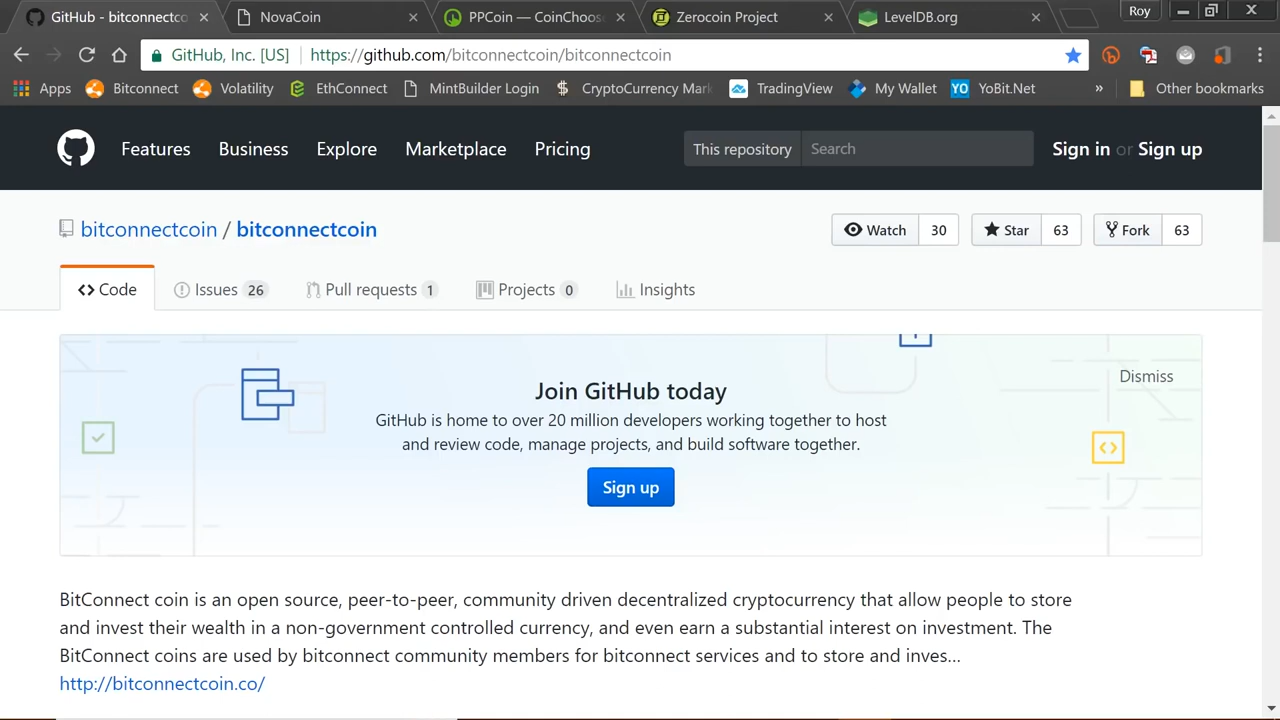 GitHub - bitconnectco
NovaCoin
PPCoin — CoinChoos
Zerocoin Project
LevelDB.org
Roy
GitHub, Inc. [US]
https://github.com/bitconnectcoin/bitconnectcoin
Apps
Bitconnect
Volatility
EthConnect
MintBuilder Login
CryptoCurrency Mark
TradingView
My Wallet
YO
YoBit.Net
»
Other bookmarks
Features
Business
Explore
Marketplace
Pricing
This repository
Search
Sign in or Sign up
bitconnectcoin / bitconnectcoin
Watch 30
Star 63
Fork 63
Code
Issues 26
Pull requests 1
Projects 0
Insights
Join GitHub today
Dismiss
GitHub is home to over 20 million developers working together to host
and review code, manage projects, and build software together.
Sign up
BitConnect coin is an open source, peer-to-peer, community driven decentralized cryptocurrency that allow people to store
and invest their wealth in a non-government controlled currency, and even earn a substantial interest on investment. The
BitConnect coins are used by bitconnect community members for bitconnect services and to store and inves...
http://bitconnectcoin.co/